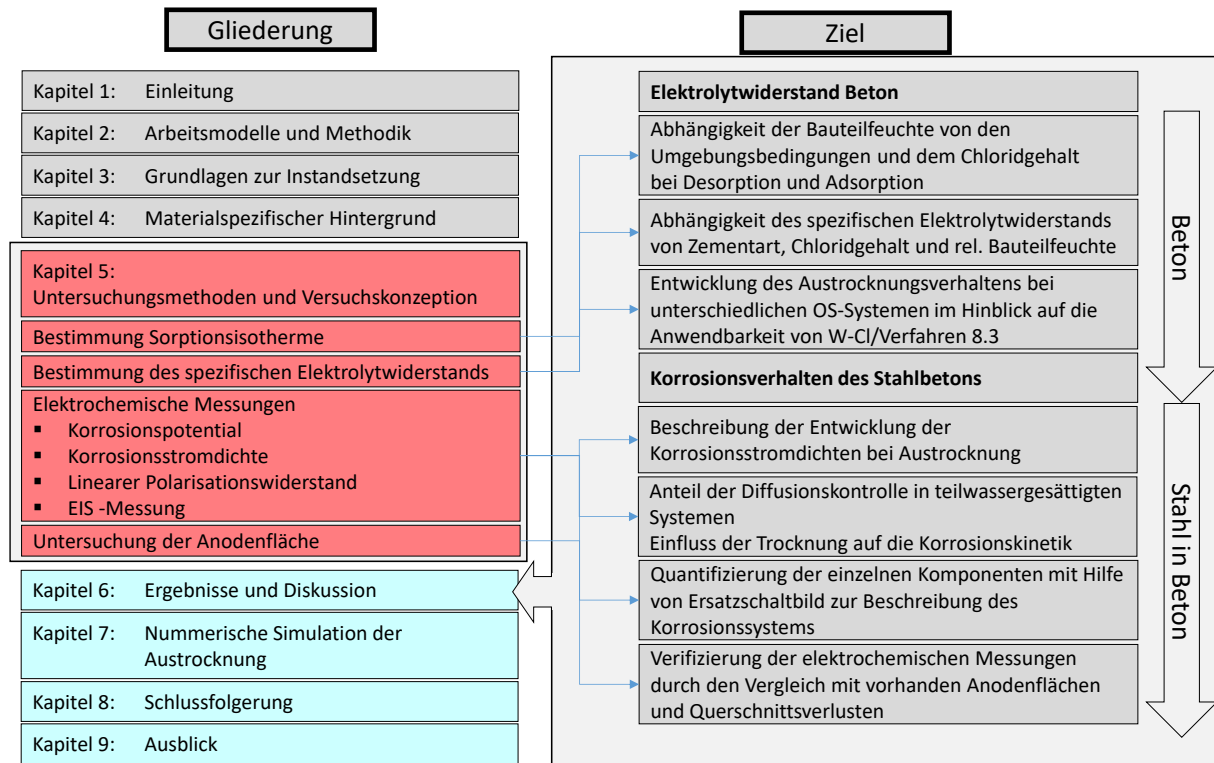 Gliederung
Kapitel 1: Einleitung
Kapitel 2: Arbeitsmodelle und Methodik
Kapitel 3: Grundlagen zur Instandsetzung
Kapitel 4: Materialspezifischer Hintergrund
Kapitel 5:
Untersuchungsmethoden und Versuchskonzeption
Bestimmung Sorptionsisotherme
Bestimmung des spezifischen Elektrolytwiderstands
Elektrochemische Messungen
▪ Korrosionspotential
▪ Korrosionsstromdichte
▪ Linearer Polarisationswiderstand
▪ EIS -Messung
Untersuchung der Anodenfläche
Kapitel 6: Ergebnisse und Diskussion
Kapitel 7: Nummerische Simulation der
Austrocknung
Kapitel 8: Schlussfolgerung
Kapitel 9: Ausblick
Ziel
Elektrolytwiderstand Beton
Abhängigkeit der Bauteilfeuchte von den
Umgebungsbedingungen und dem Chloridgehalt
bei Desorption und Adsorption
Abhängigkeit des spezifischen Elektrolytwiderstands
von Zementart, Chloridgehalt und rel. Bauteilfeuchte
Entwicklung des Austrocknungsverhaltens bei
unterschiedlichen OS-Systemen im Hinblick auf die
Anwendbarkeit von W-Cl/Verfahren 8.3
Korrosionsverhalten des Stahlbetons
Beschreibung der Entwicklung der
Korrosionsstromdichten bei Austrocknung
Anteil der Diffusionskontrolle in teilwassergesättigten
Systemen
Einfluss der Trocknung auf die Korrosionskinetik
Quantifizierung der einzelnen Komponenten mit Hilfe
von Ersatzschaltbild zur Beschreibung des
Korrosionssystems
Verifizierung der elektrochemischen Messungen
durch den Vergleich mit vorhanden Anodenflächen
und Querschnittsverlusten
Beton
Stahl in Beton